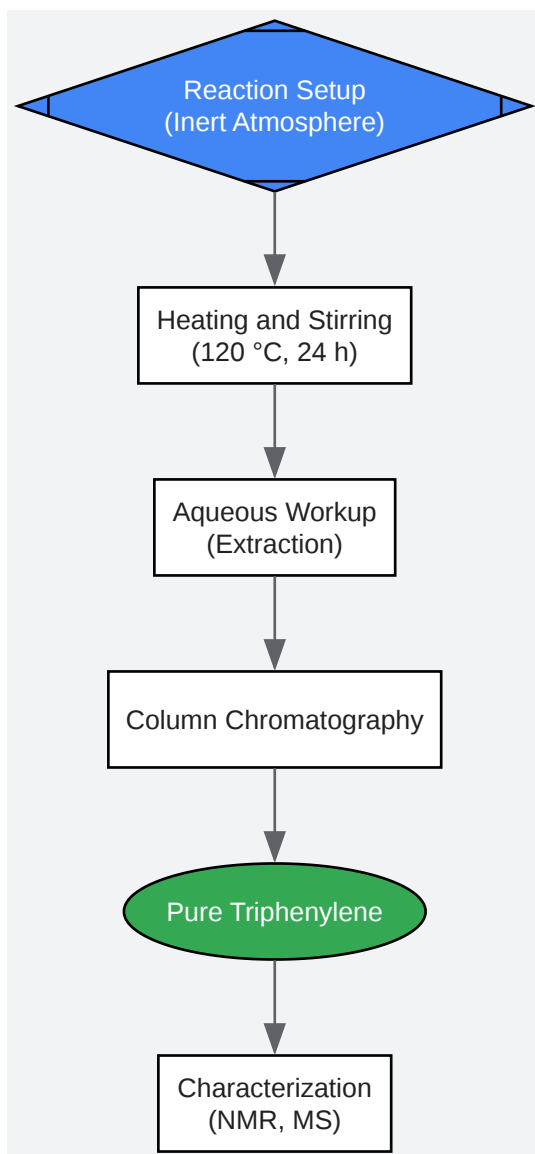 Reaction Setup
(Inert Atmosphere)
Heating and Stirring
(120 °C, 24 h)
Aqueous Workup
(Extraction)
Column Chromatography
Pure Triphenylene
Characterization
(NMR, MS)